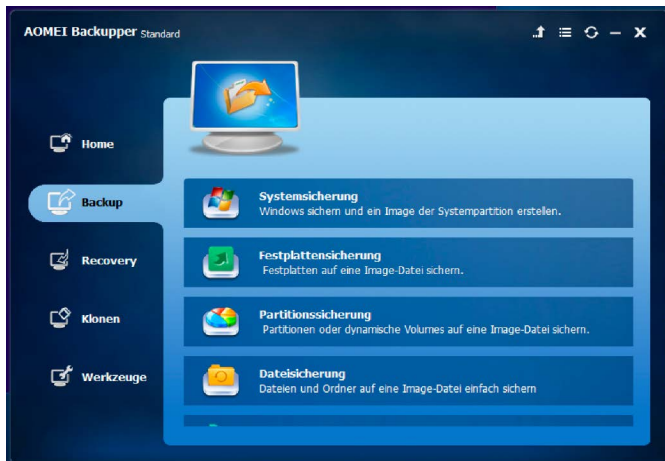 AOMEI Backupper Standard
Home
Backup
Recovery
Klonen
Werkzeuge
Systemsicherung
Windows sichern und ein Image der Systempartition erstellen.
Festplattensicherung
Festplatten auf eine Image-Datei sichern.
Partitionssicherung
Partitionen oder dynamische Volumes auf eine Image-Datei sichern.
Dateisicherung
Dateien und Ordner auf eine Image-Datei einfach sichern